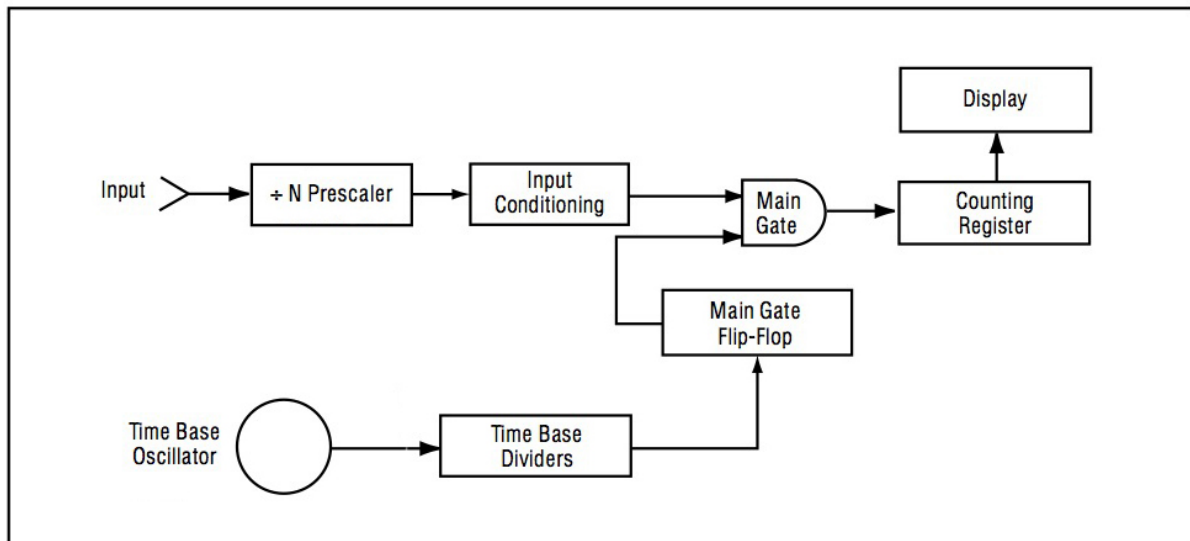 Display
Input
÷ N Prescaler
Input
Conditioning
Main
Gate
Counting
Register
Main Gate
Flip-Flop
Time Base
Oscillator
Time Base
Dividers